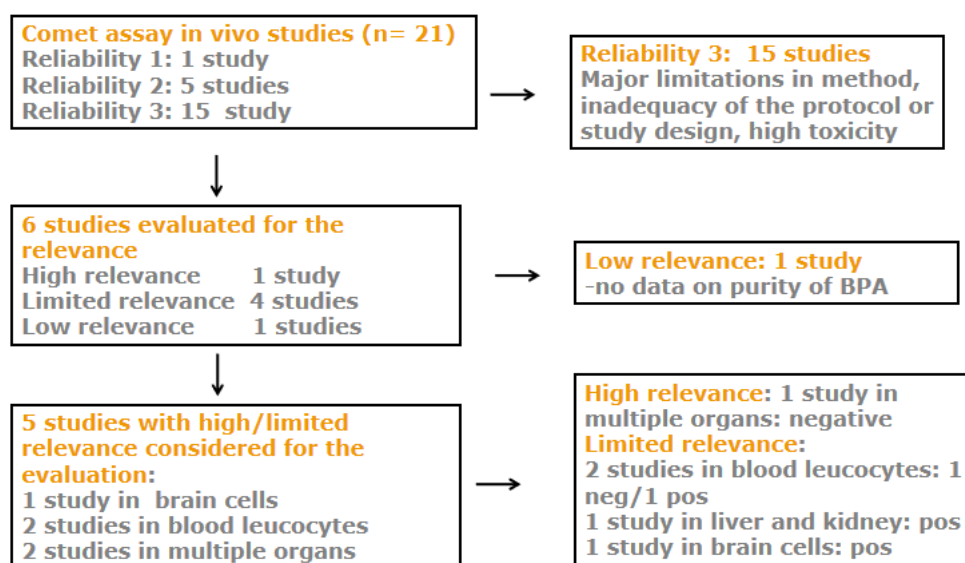 Comet assay in vivo studies (n= 21)
Reliability 1: 1 study
Reliability 2: 5 studies
Reliability 3: 15 study
Reliability 3: 15 studies
Major limitations in method,
inadequacy of the protocol or
study design, high toxicity
6 studies evaluated for the
relevance
High relevance 1 study
Limited relevance 4 studies
Low relevance 1 studies
Low relevance: 1 study
-no data on purity of BPA
5 studies with high/limited
relevance considered for the
evaluation:
1 study in brain cells
2 studies in blood leucocytes
2 studies in multiple organs
High relevance: 1 study in
multiple organs: negative
Limited relevance:
2 studies in blood leucocytes: 1
neg/1 pos
1 study in liver and kidney: pos
1 study in brain cells: pos